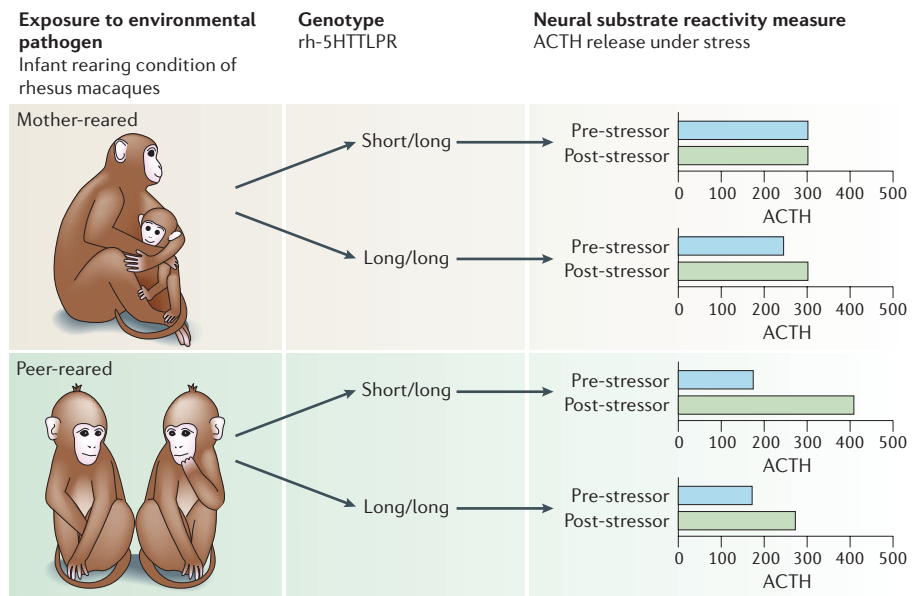 Exposure to environmental
pathogen
Infant rearing condition of
rhesus macaques
Genotype
rh-5HTTLPR
Neural substrate reactivity measure
ACTH release under stress
Mother-reared
Short/long
Pre-stressor
Post-stressor
0 100 200 300 400 500
ACTH
Long/long
Pre-stressor
Post-stressor
0 100 200 300 400 500
ACTH
Peer-reared
Short/long
Pre-stressor
Post-stressor
0 100 200 300 400 500
ACTH
Long/long
Pre-stressor
Post-stressor
0 100 200 300 400 500
ACTH